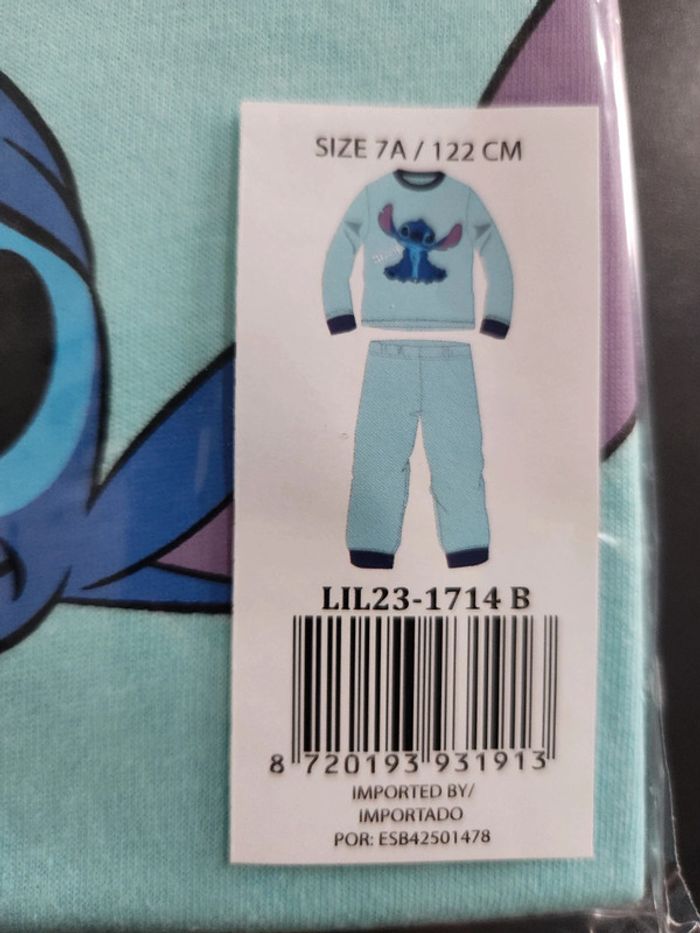 SIZE 7A / 122 CM
LIL23-1714 B
8 720193 931913
IMPORTED BY/
IMPORTADO
POR: ESB42501478